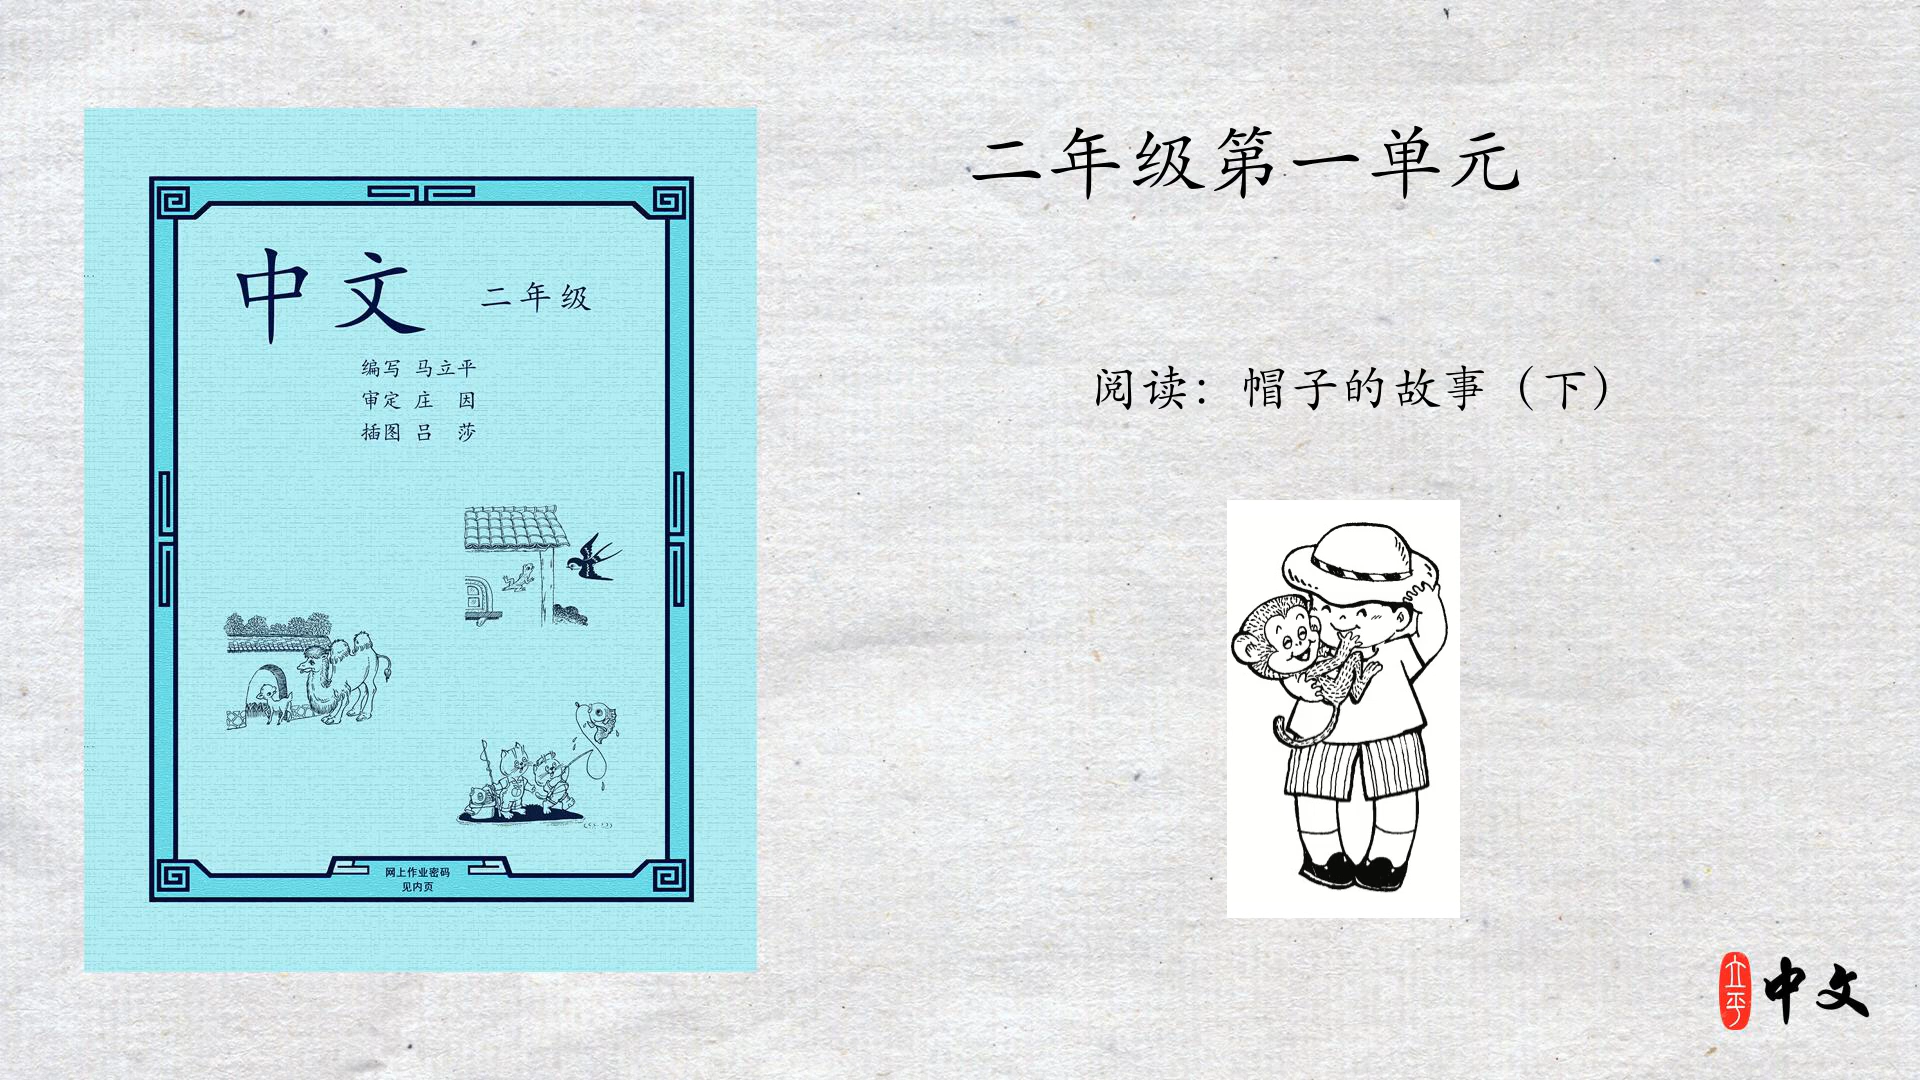 中文 二年级
编写 马立平
审定 庄 因
插图 吕 莎
网上作业密码
见内页
二年级第一单元
阅读：帽子的故事（下）
立平 中文